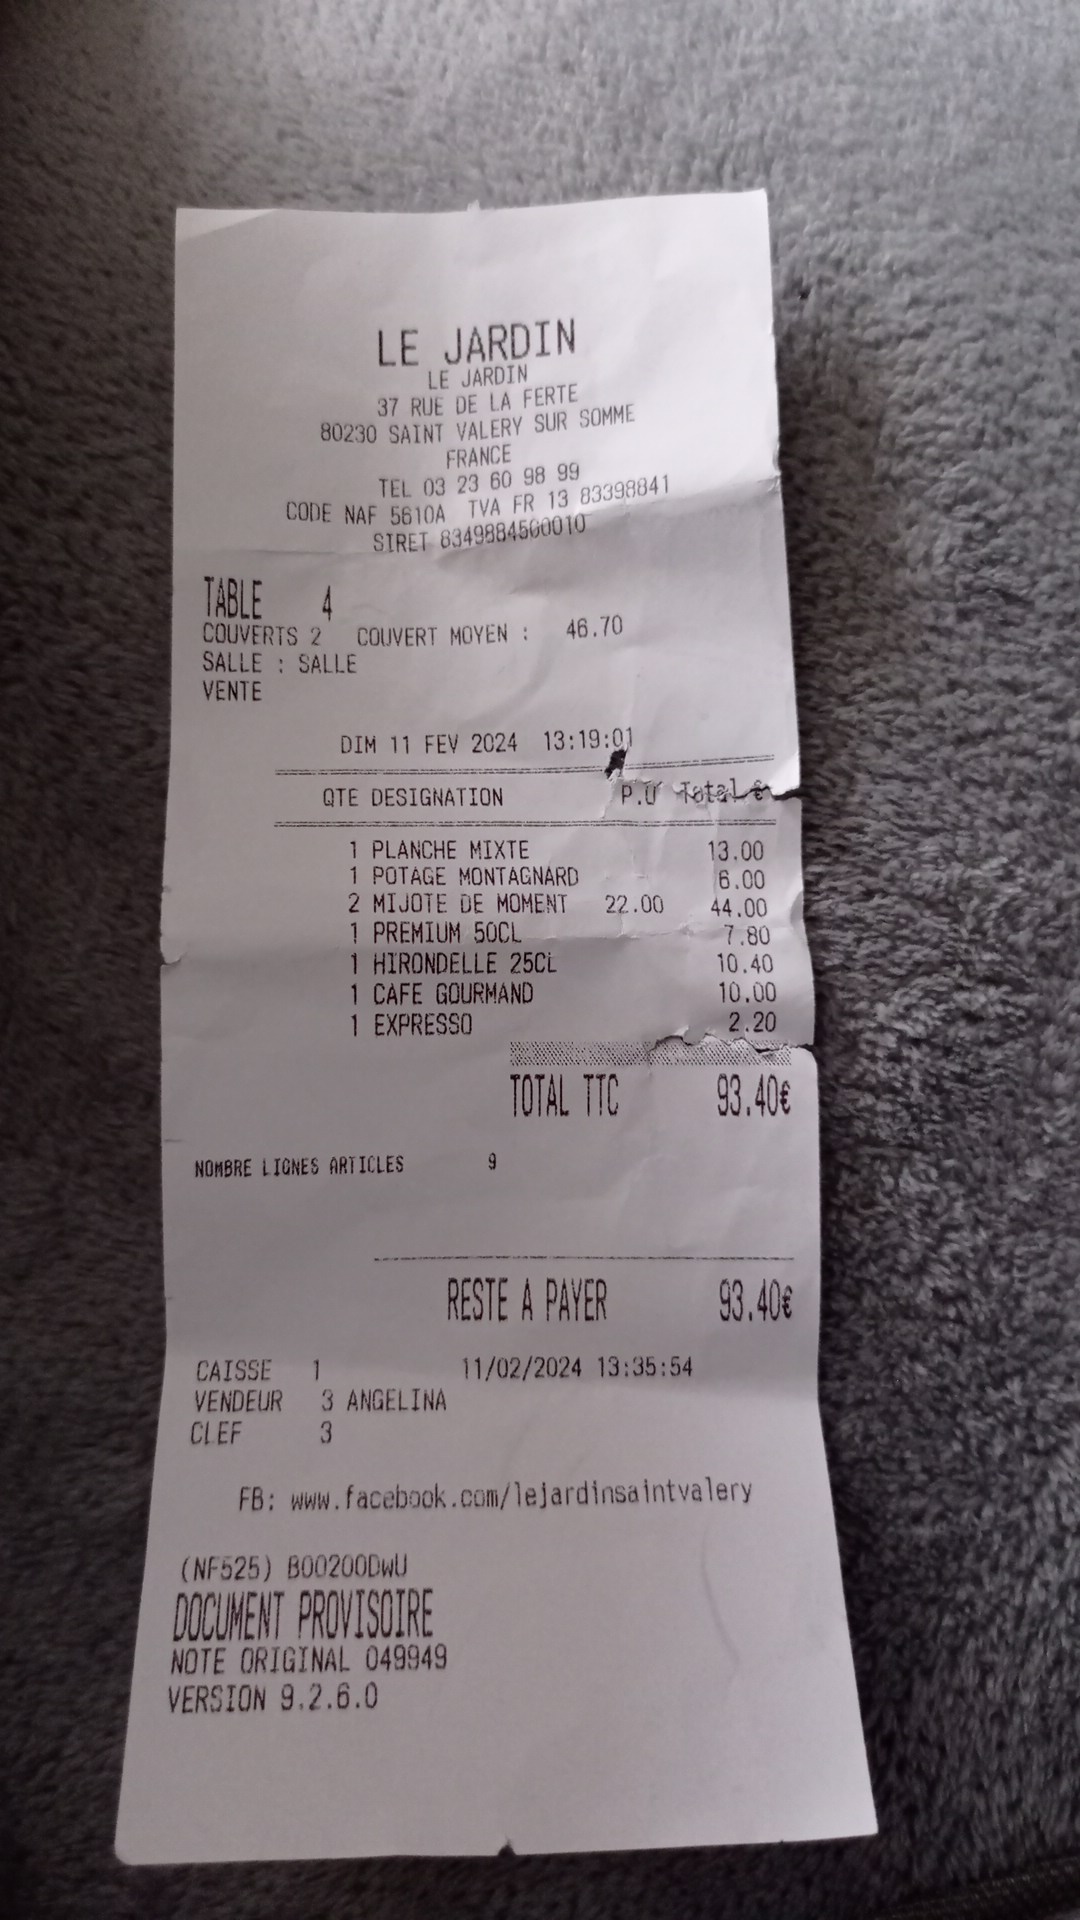 LE JARDIN
LE JARDIN
37 RUE DE LA FERTE
80230 SAINT VALERY SUR SOMME
FRANCE
TEL 03 23 60 98 99
CODE NAF 5610A TVA FR 13 83398841
SIRET 8349884500010
TABLE 4
COUVERTS 2 COUVERT MOYEN : 46.70
SALLE : SALLE
VENTE
DIM 11 FEV 2024 13:19:01
QTE DESIGNATION P.U Total €
1 PLANCHE MIXTE 13.00
1 POTAGE MONTAGNARD 6.00
2 MIJOTE DE MOMENT 22.00 44.00
1 PREMIUM 50CL 7.80
1 HIRONDELLE 25CL 10.40
1 CAFE GOURMAND 10.00
1 EXPRESSO 2.20
TOTAL TTC 93.40€
NOMBRE LIGNES ARTICLES 9
RESTE A PAYER 93.40€
CAISSE 1 11/02/2024 13:35:54
VENDEUR 3 ANGELINA
CLEF 3
FB: www.facebook.com/lejardinsaintvalery
(NF525) B00200DwU
DOCUMENT PROVISOIRE
NOTE ORIGINAL 049949
VERSION 9.2.6.0